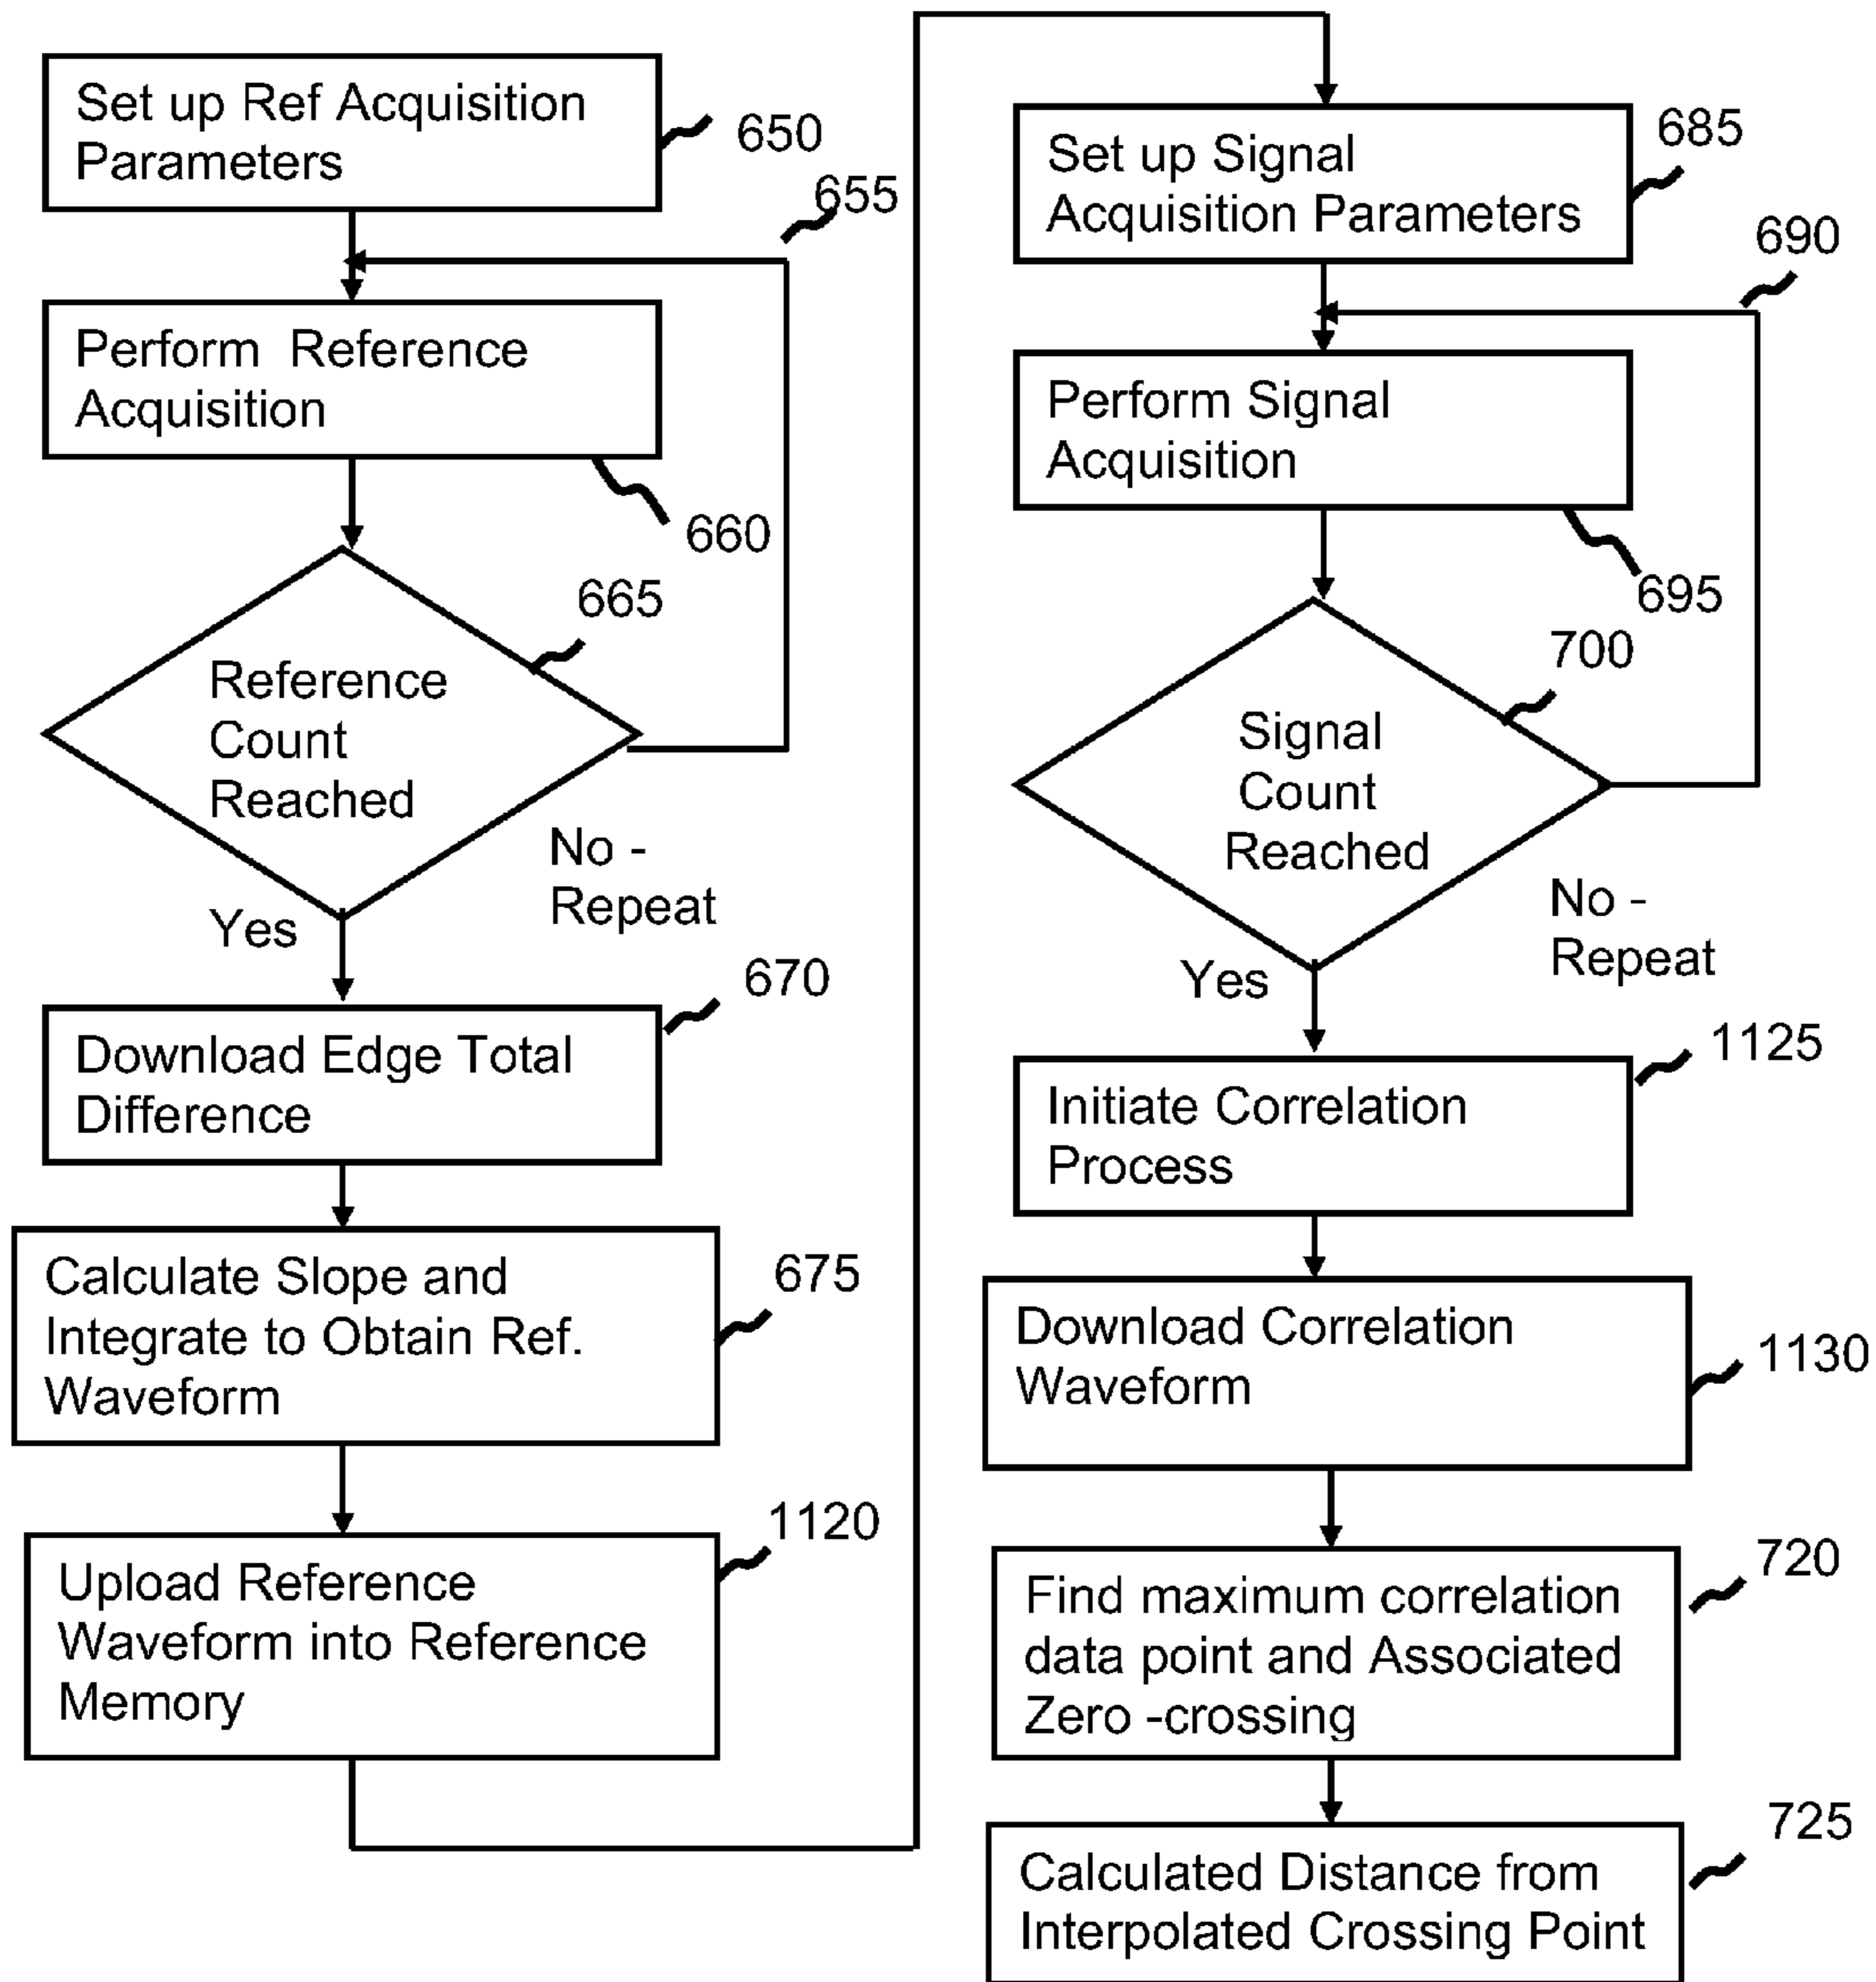 Set up Ref Acquisition
Parameters
650
655
Perform Reference
Acquisition
660
665
Reference
Count
Reached
No -
Repeat
Yes
670
Download Edge Total
Difference
Calculate Slope and
Integrate to Obtain Ref.
Waveform
675
1120
Upload Reference
Waveform into Reference
Memory
685
Set up Signal
Acquisition Parameters
690
Perform Signal
Acquisition
695
700
Signal
Count
Reached
No -
Repeat
Yes
1125
Initiate Correlation
Process
Download Correlation
Waveform
1130
720
Find maximum correlation
data point and Associated
Zero -crossing
725
Calculated Distance from
Interpolated Crossing Point